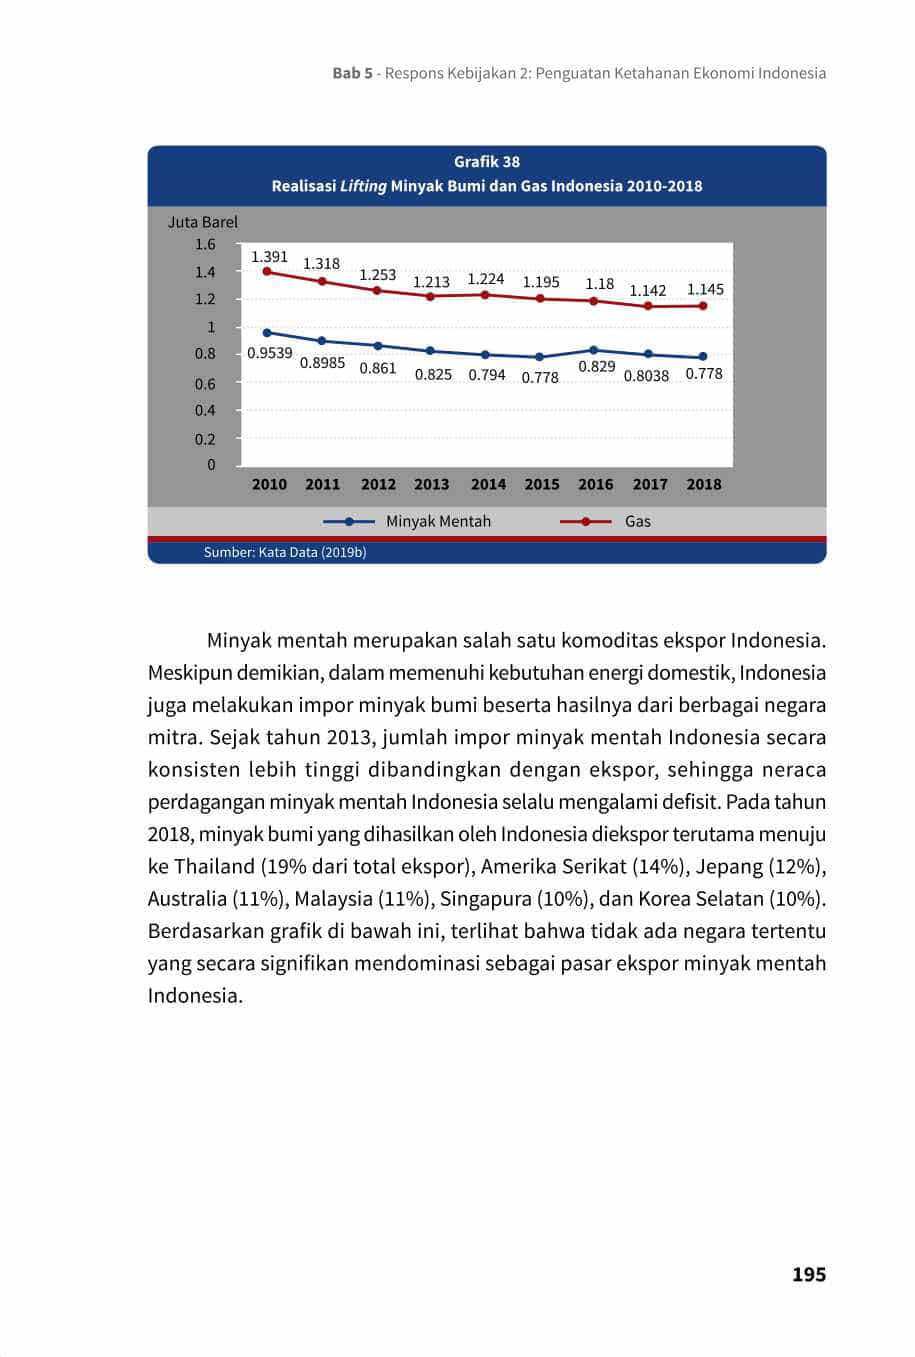 Bab 5 - Respons Kebijakan 2: Penguatan Ketahanan Ekonomi Indonesia
Grafik 38
Realisasi Lifting Minyak Bumi dan Gas Indonesia 2010-2018
Juta Barel
1.6
1.4
1.2
1
0.8
0.6
0.4
0.2
0
1.391 1.318 1.253 1.213 1.224 1.195 1.18 1.142 1.145
0.9539 0.8985 0.861 0.825 0.794 0.778 0.829 0.8038 0.778
2010 2011 2012 2013 2014 2015 2016 2017 2018
Minyak Mentah Gas
Sumber: Kata Data (2019b)
Minyak mentah merupakan salah satu komoditas ekspor Indonesia.
Meskipun demikian, dalam memenuhi kebutuhan energi domestik, Indonesia
juga melakukan impor minyak bumi beserta hasilnya dari berbagai negara
mitra. Sejak tahun 2013, jumlah impor minyak mentah Indonesia secara
konsisten lebih tinggi dibandingkan dengan ekspor, sehingga neraca
perdagangan minyak mentah Indonesia selalu mengalami defisit. Pada tahun
2018, minyak bumi yang dihasilkan oleh Indonesia diekspor terutama menuju
ke Thailand (19% dari total ekspor), Amerika Serikat (14%), Jepang (12%),
Australia (11%), Malaysia (11%), Singapura (10%), dan Korea Selatan (10%).
Berdasarkan grafik di bawah ini, terlihat bahwa tidak ada negara tertentu
yang secara signifikan mendominasi sebagai pasar ekspor minyak mentah
Indonesia.
195